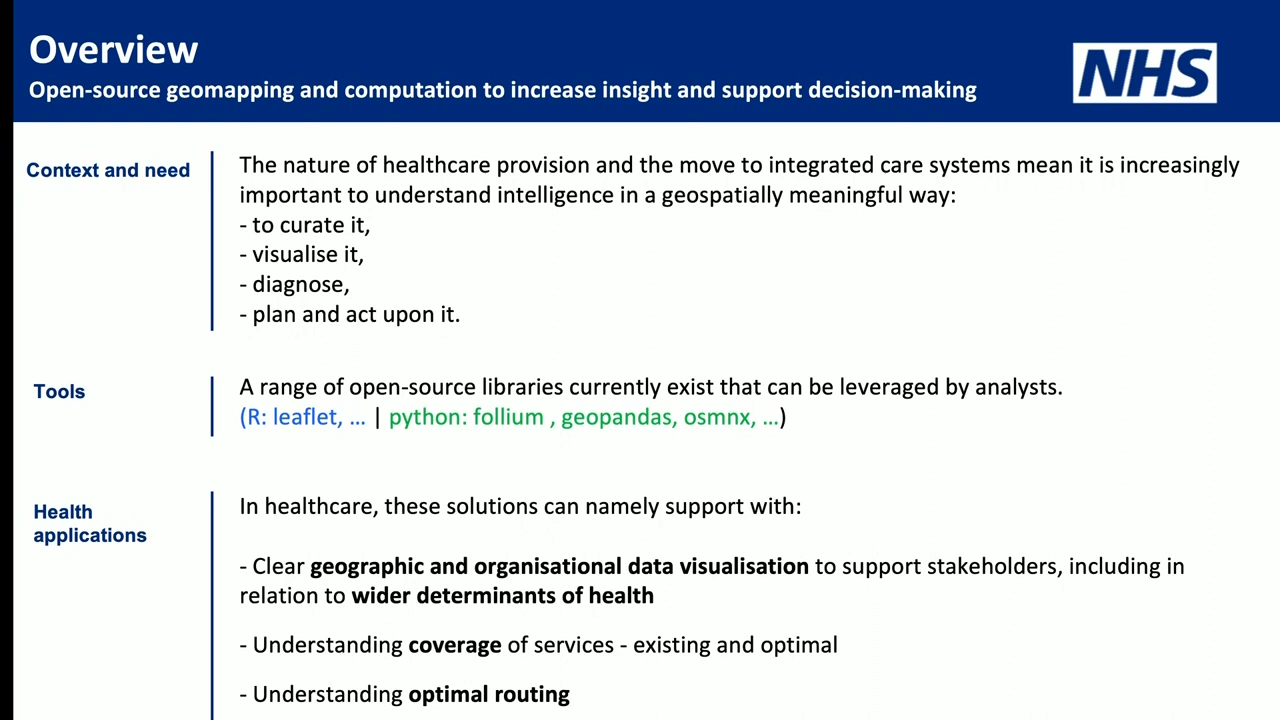 Overview
Open-source geomapping and computation to increase insight and support decision-making
NHS
Context and need
The nature of healthcare provision and the move to integrated care systems mean it is increasingly
important to understand intelligence in a geospatially meaningful way:
- to curate it,
- visualise it,
- diagnose,
- plan and act upon it.
Tools
A range of open-source libraries currently exist that can be leveraged by analysts.
(R: leaflet, ... | python: follium , geopandas, osmnx, ...)
Health
applications
In healthcare, these solutions can namely support with:
- Clear geographic and organisational data visualisation to support stakeholders, including in
relation to wider determinants of health
- Understanding coverage of services - existing and optimal
- Understanding optimal routing